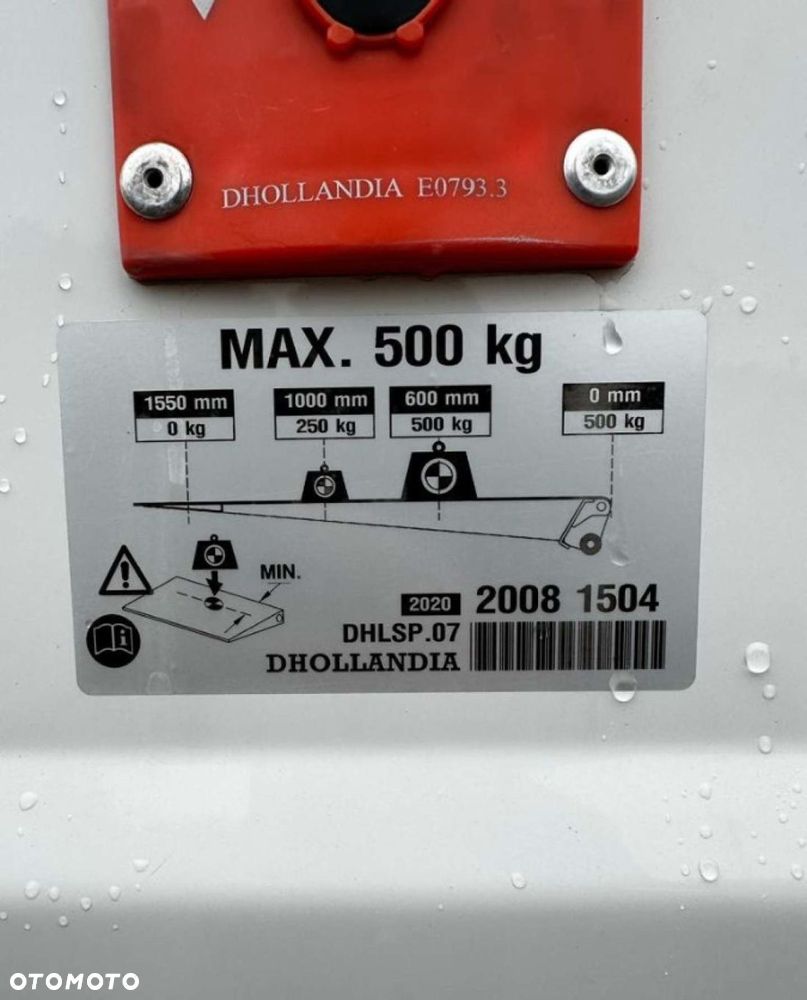 DHOLLANDIA E0793.3
MAX. 500 kg
1550 mm 1000 mm 600 mm 0 mm
0 kg 250 kg 500 kg 500 kg
MIN.
2020 2008 1504
DHLSP.07
DHOLLANDIA
OTOMOTO